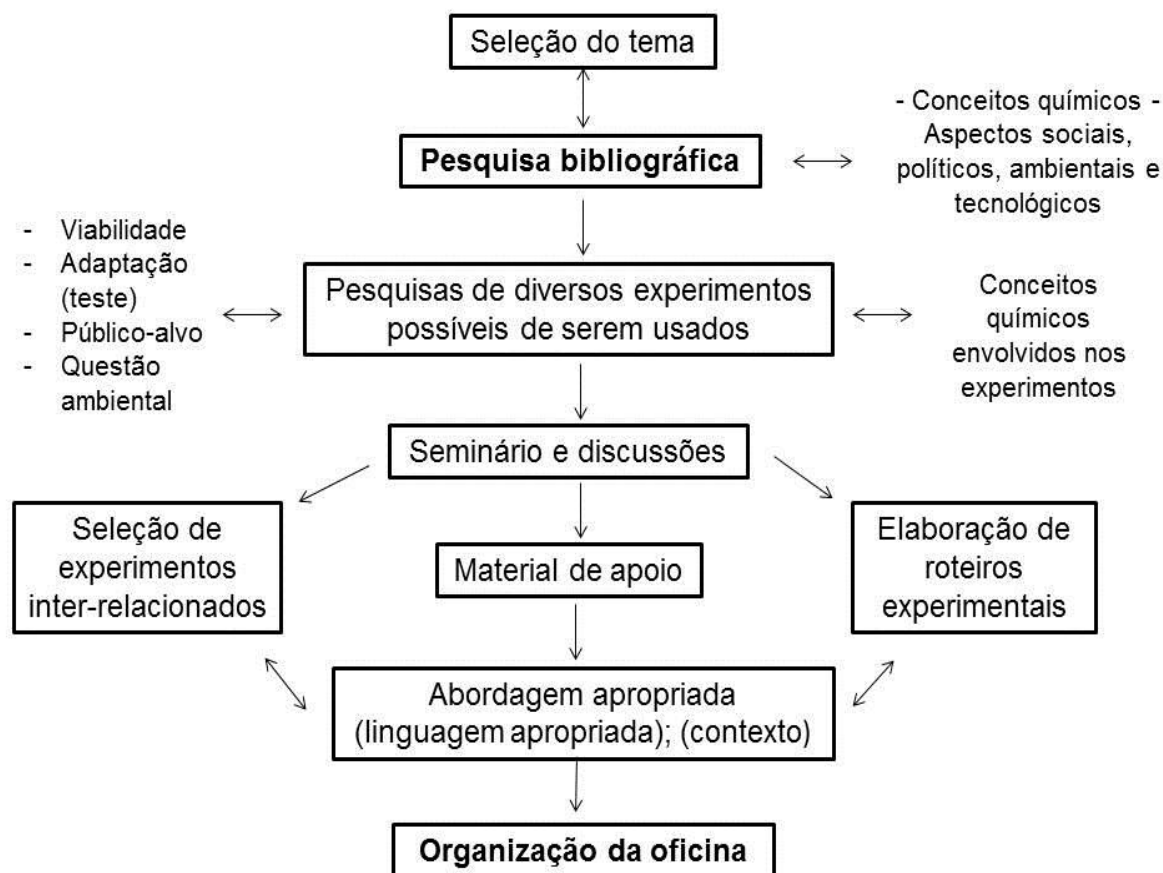 Seleção do tema
- Conceitos químicos -
Aspectos sociais,
políticos, ambientais e
tecnológicos
Pesquisa bibliográfica
- Viabilidade
- Adaptação
(teste)
- Público-alvo
- Questão
ambiental
Pesquisas de diversos experimentos
possíveis de serem usados
Conceitos
químicos
envolvidos nos
experimentos
Seminário e discussões
Seleção de
experimentos
inter-relacionados
Material de apoio
Elaboração de
roteiros
experimentais
Abordagem apropriada
(linguagem apropriada); (contexto)
Organização da oficina